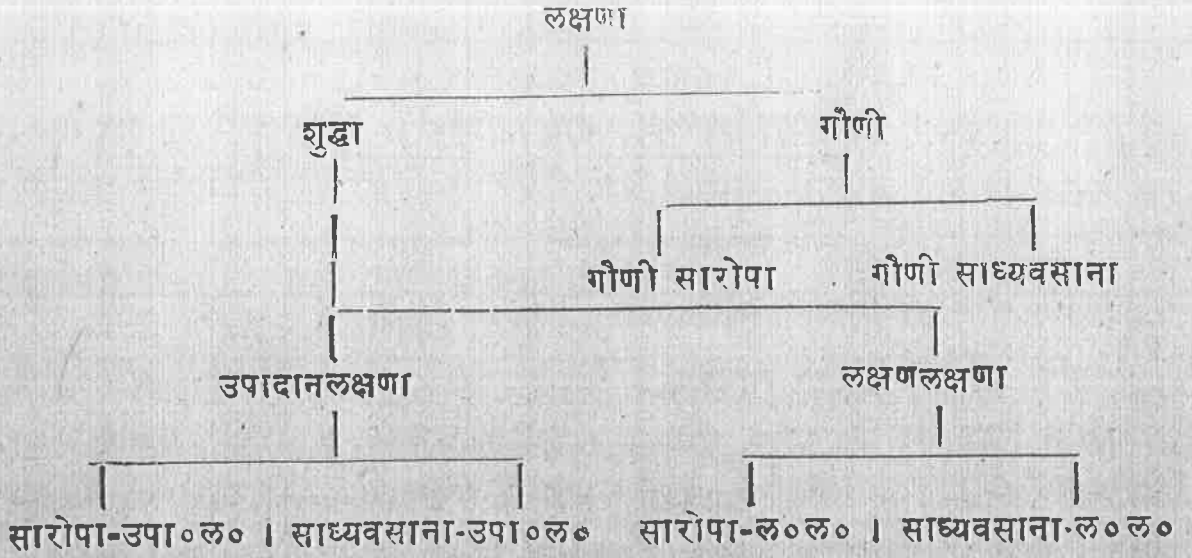 लक्षणा
शुद्धा गौणी
गौणी सारोपा गौणी साध्यवसाना
उपादानलक्षणा लक्षणलक्षणा
सारोपा-उपा०ल० । साध्यवसाना-उपा०ल० सारोपा-ल०ल० । साध्यवसाना-ल०ल०